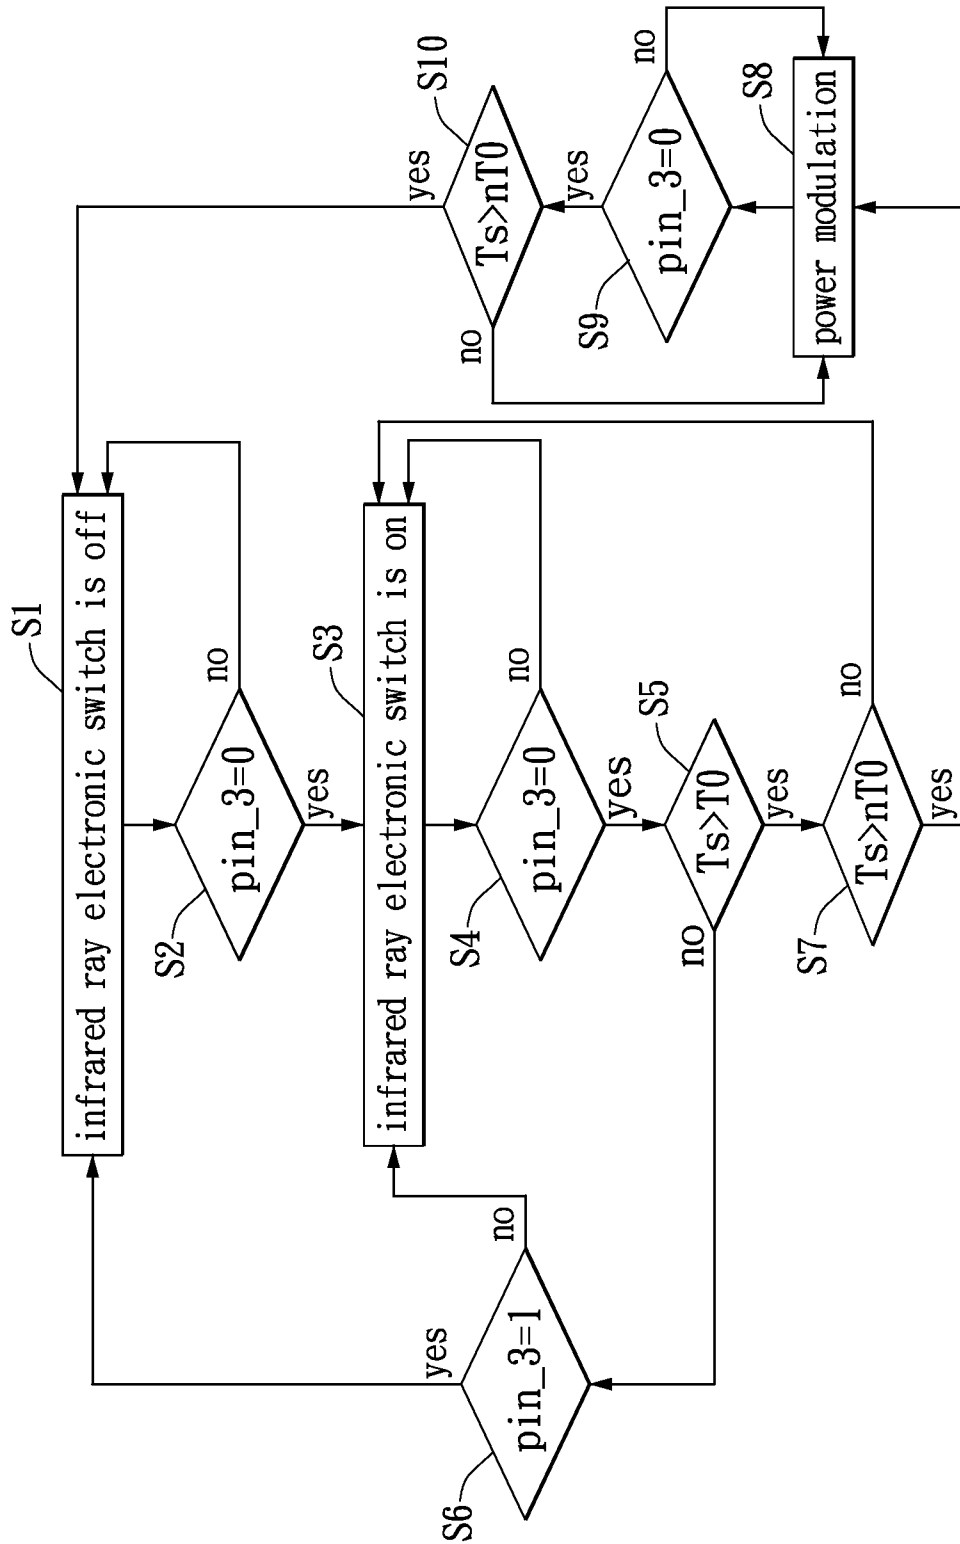 S1
infrared ray electronic switch is off
S2
pin_3=0
no
yes
S3
infrared ray electronic switch is on
S4
pin_3=0
no
yes
S5
Ts>T0
no
yes
S6
pin_3=1
yes
no
S7
Ts>nT0
no
yes
S8
power modulation
S9
pin_3=0
no
yes
S10
Ts>nT0
yes
no